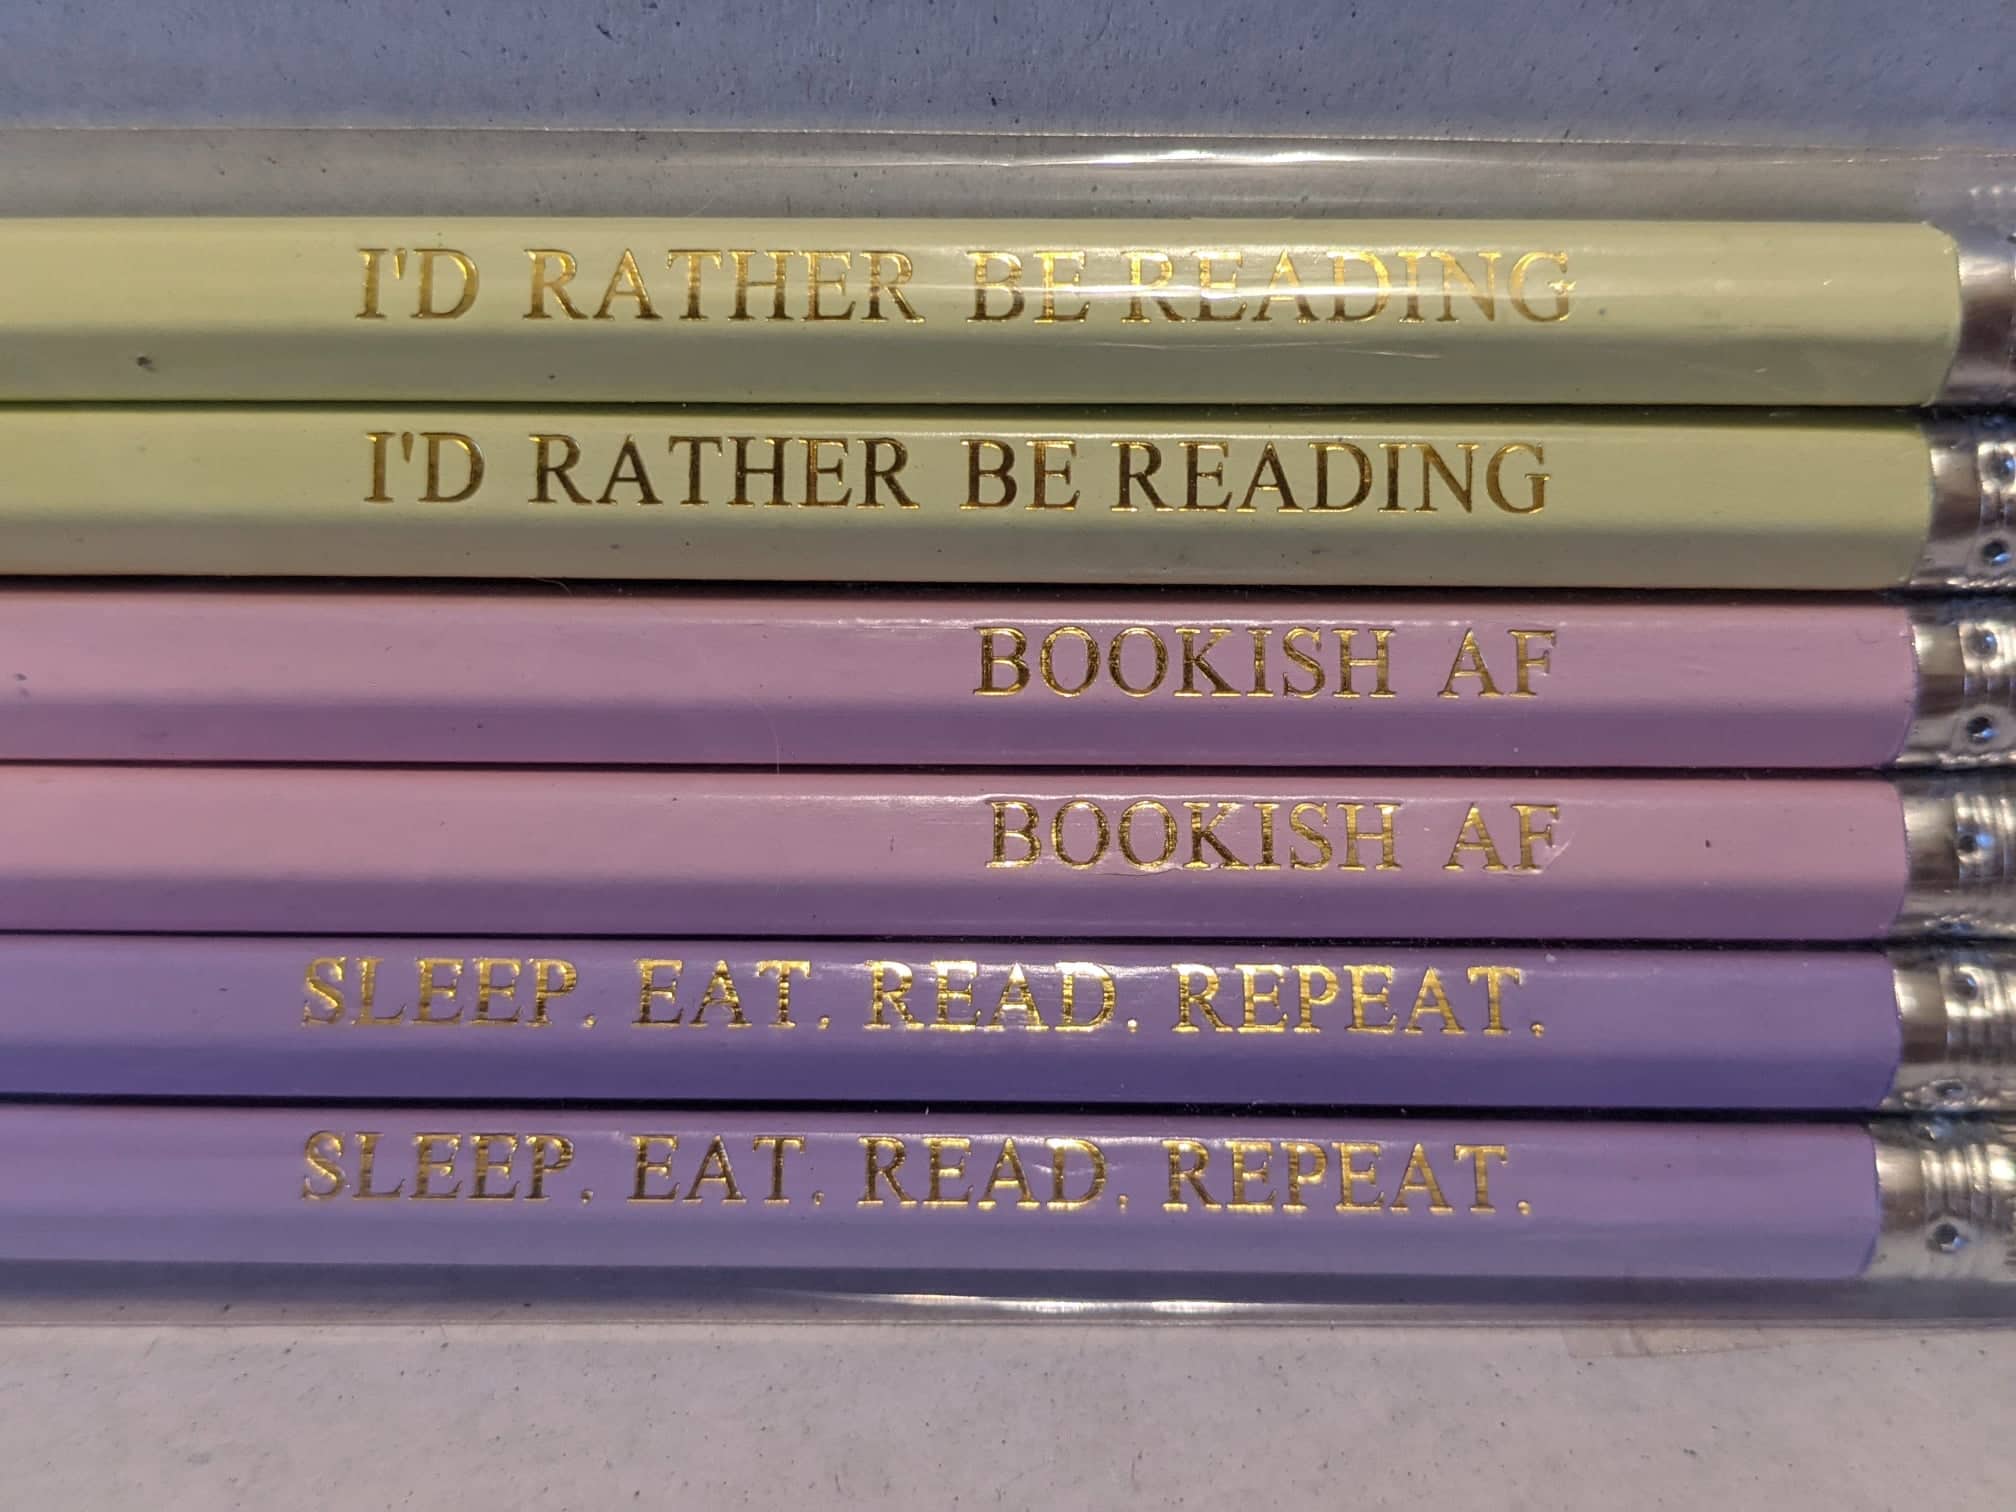 I'D RATHER BE READING
I'D RATHER BE READING
BOOKISH AF
BOOKISH AF
SLEEP. EAT. READ. REPEAT.
SLEEP. EAT. READ. REPEAT.